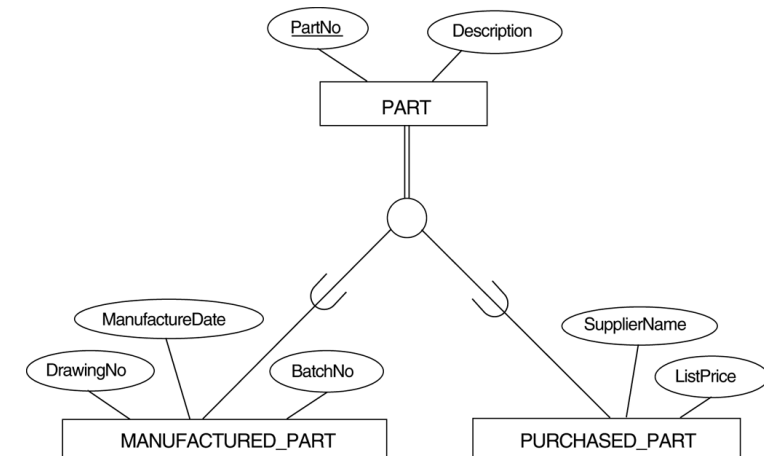 PartNo
Description
PART
ManufactureDate
SupplierName
DrawingNo
BatchNo
ListPrice
MANUFACTURED_PART
PURCHASED_PART